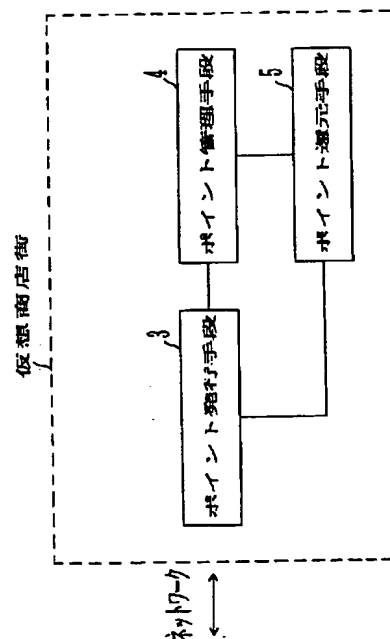 仮想商店街
ネットワーク
3
ポイント発行手段
4
ポイント管理手段
5
ポイント還元手段